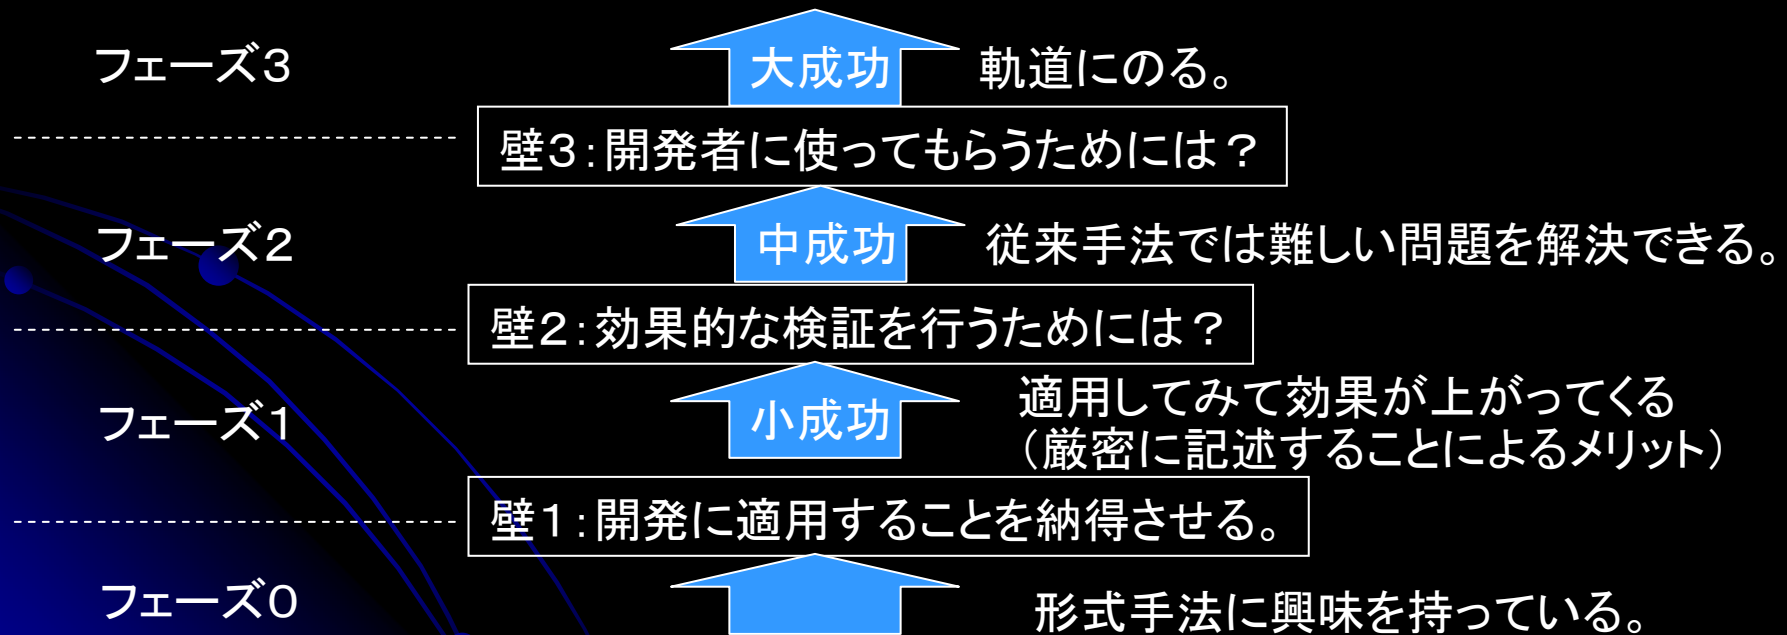 フェーズ3
大成功
軌道にのる。
壁3:開発者に使ってもらうためには？
フェーズ2
中成功
従来手法では難しい問題を解決できる。
壁2:効果的な検証を行うためには？
フェーズ1
小成功
適用してみて効果が上がってくる
（厳密に記述することによるメリット）
壁1:開発に適用することを納得させる。
フェーズ0
形式手法に興味を持っている。